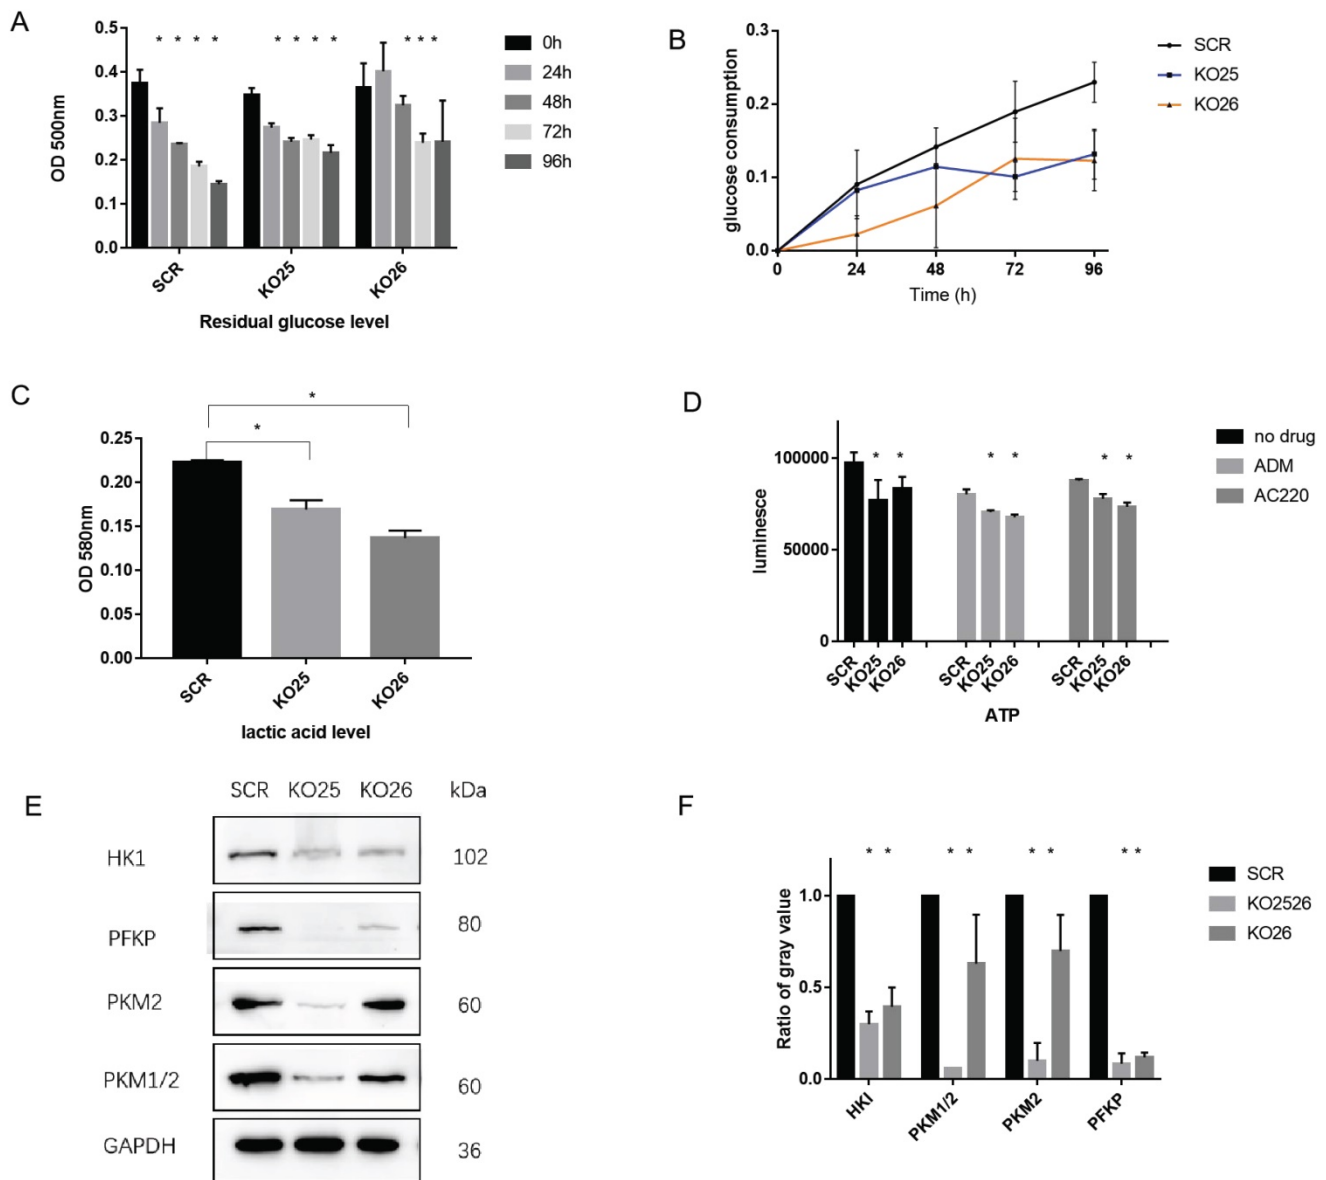 A
* * * *
* * * *
* * *
0.5
0.4
0.3
0.2
0.1
0.0
OD 500nm
SCR
KO25
KO26
Residual glucose level
0h
24h
48h
72h
96h
B
0.3
0.2
0.1
0.0
glucose consumption
0
24
48
72
96
Time (h)
SCR
KO25
KO26
C
*
*
0.25
0.20
0.15
0.10
0.05
0.00
OD 580nm
SCR
KO25
KO26
lactic acid level
D
100000
50000
0
luminesce
* *
* *
* *
SCR
KO25
KO26
SCR
KO25
KO26
SCR
KO25
KO26
ATP
no drug
ADM
AC220
E
SCR KO25 KO26 kDa
HK1 102
PFKP 80
PKM2 60
PKM1/2 60
GAPDH 36
F
* *
* *
* *
* *
1.0
0.5
0.0
Ratio of gray value
HKI
PKM1/2
PKM2
PFKP
SCR
KO2526
KO26